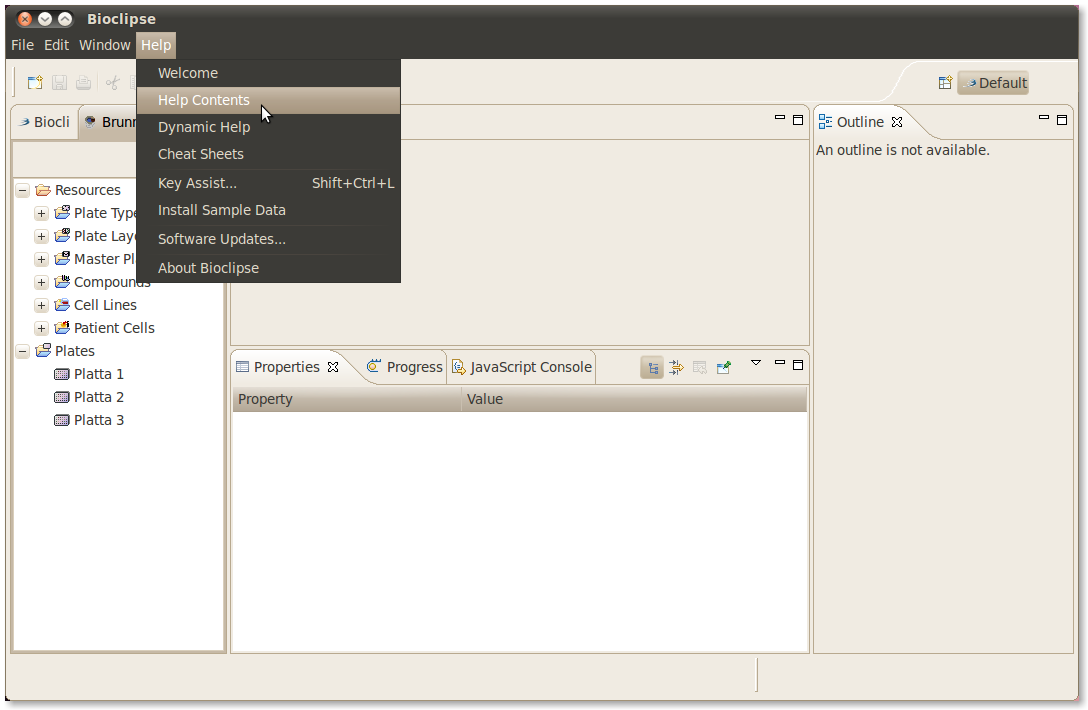 Bioclipse
File Edit Window Help
Welcome
Help Contents
Dynamic Help
Cheat Sheets
Key Assist... Shift+Ctrl+L
Install Sample Data
Software Updates...
About Bioclipse
Default
Biocli
Outline
An outline is not available.
Resources
Plate Type
Plate Lay
Master Pl
Compounds
Cell Lines
Patient Cells
Plates
Platta 1
Platta 2
Platta 3
Properties Progress JavaScript Console
Property Value